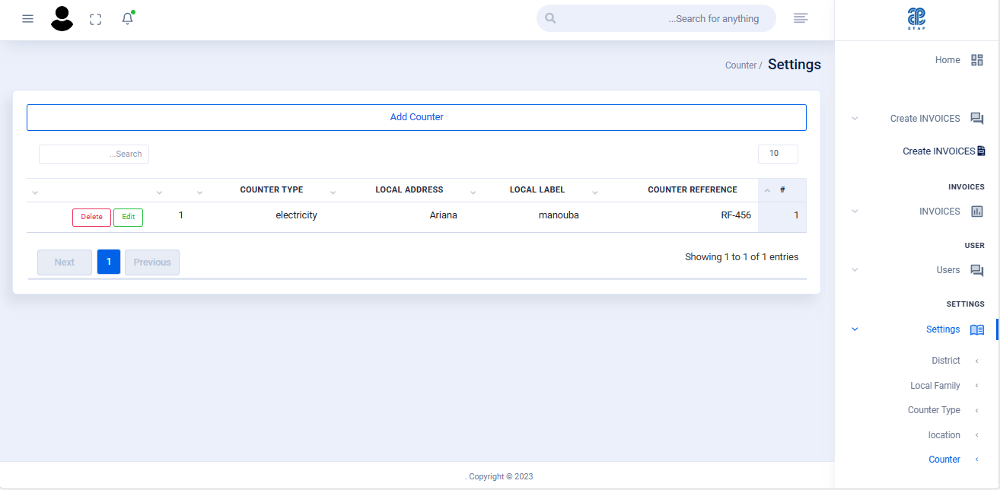 ...Search for anything
ETAP
Counter / Settings
Home
Create INVOICES
Create INVOICES
INVOICES
INVOICES
USER
Users
SETTINGS
Settings
District
Local Family
Counter Type
location
Counter
Add Counter
...Search
10
COUNTER TYPE LOCAL ADDRESS LOCAL LABEL COUNTER REFERENCE #
Delete Edit 1 electricity Ariana manouba RF-456 1
Next 1 Previous
Showing 1 to 1 of 1 entries
. Copyright © 2023